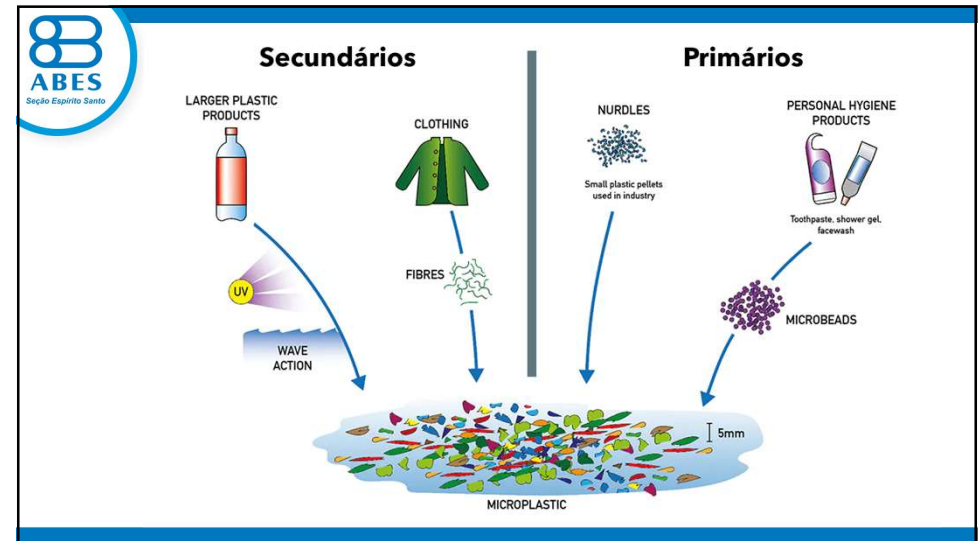 ABES
Seção Espírito Santo
Secundários
Primários
LARGER PLASTIC
PRODUCTS
CLOTHING
UV
WAVE
ACTION
FIBRES
NURDLES
Small plastic pellets
used in industry
PERSONAL HYGIENE
PRODUCTS
Toothpaste, shower gel,
facewash
MICROBEADS
5mm
MICROPLASTIC